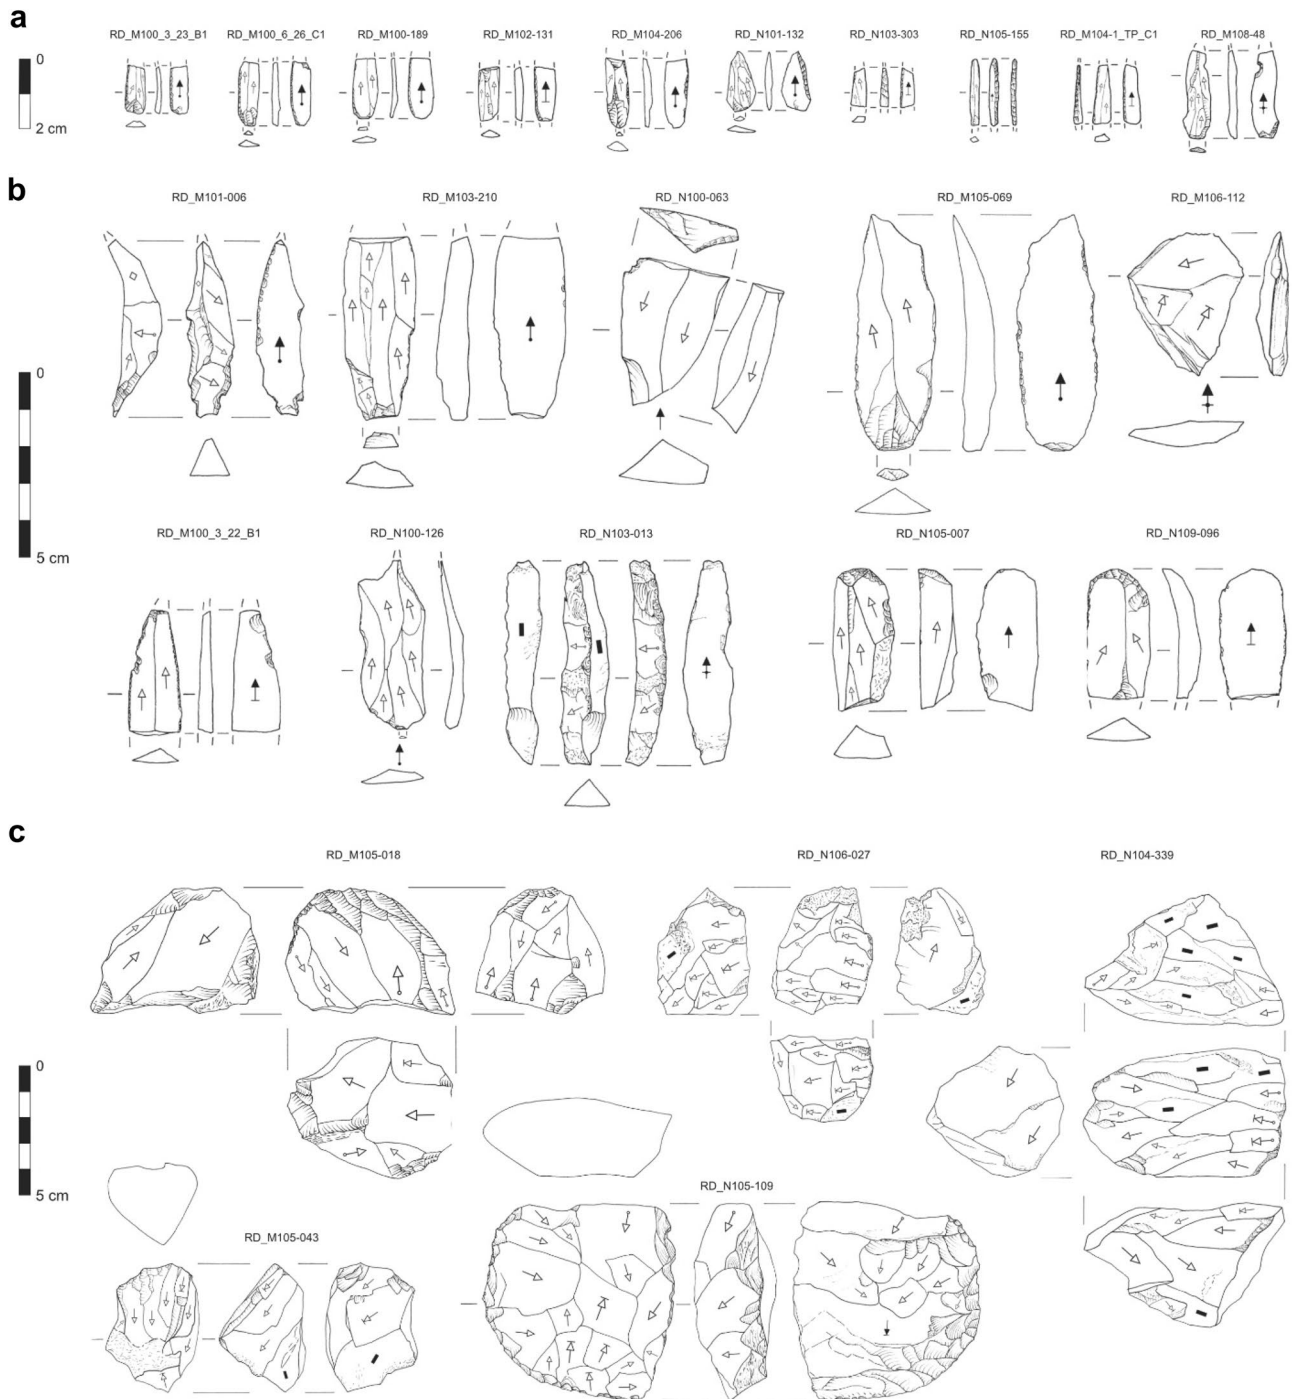 a
RD_M100_3_23_B1 RD_M100_6_26_C1 RD_M100-189 RD_M102-131 RD_M104-206 RD_N101-132 RD_N103-303 RD_N105-155 RD_M104-1_TP_C1 RD_M108-48
0
2 cm
b
RD_M101-006 RD_M103-210 RD_N100-063 RD_M105-069 RD_M106-112
0
5 cm
RD_M100_3_22_B1 RD_N100-126 RD_N103-013 RD_N105-007 RD_N109-096
c
RD_M105-018 RD_N106-027 RD_N104-339
0
5 cm
RD_N105-109
RD_M105-043